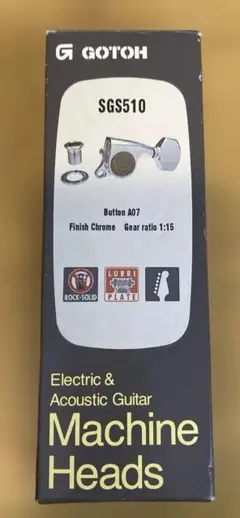 GOTOH
SGS510
Button A07
Finish Chrome Gear ratio 1:15
ROCK-SOLID
LUBRI
PLATE
Electric &
Acoustic Guitar
Machine
Heads